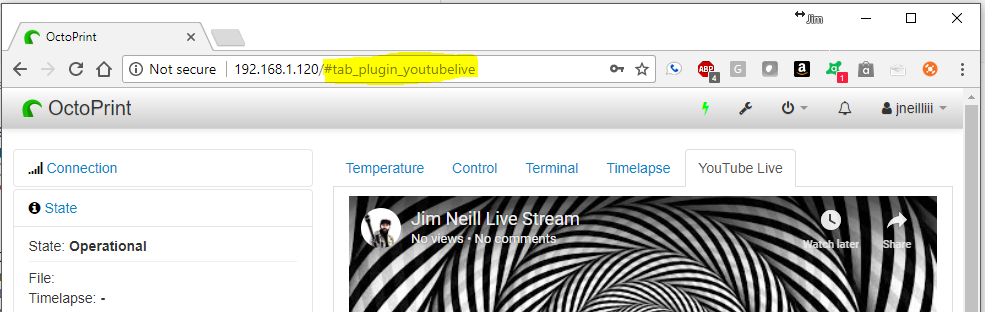 Jim
OctoPrint
Not secure 192.168.1.120/#tab_plugin_youtubelive
ABP 4 G a 1 a
OctoPrint
jneilliii
Connection
Temperature Control Terminal Timelapse YouTube Live
State
Jim Neill Live Stream
No views • No comments
Watch later Share
State: Operational
File:
Timelapse: -